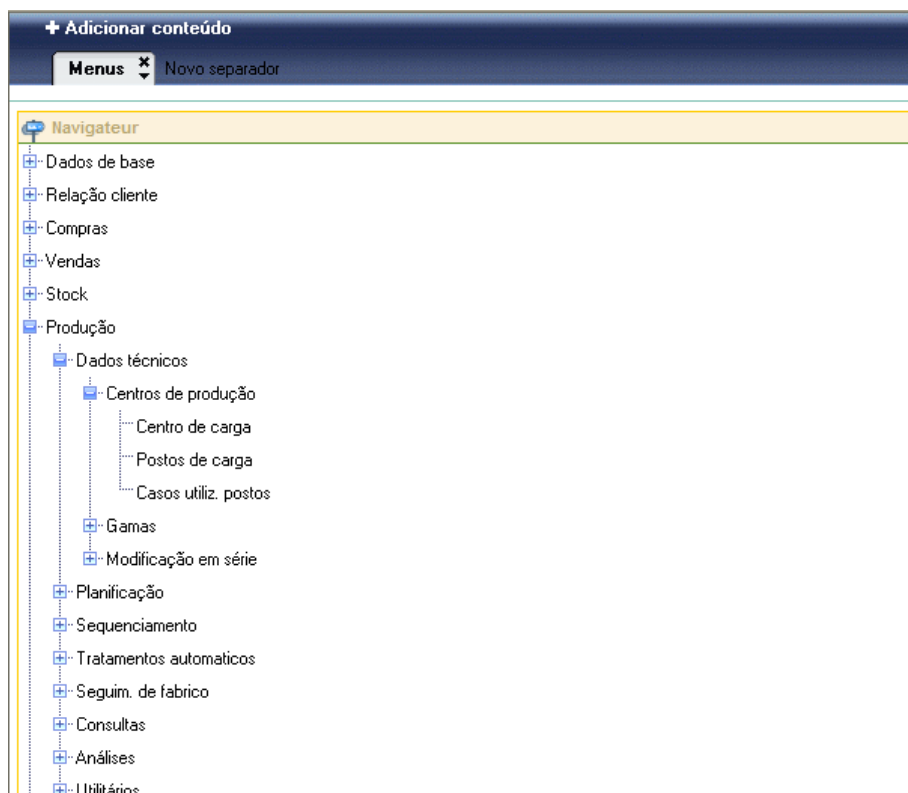 Adicionar conteúdo
Menus Novo separador
Navigateur
Dados de base
Relação cliente
Compras
Vendas
Stock
Produção
Dados técnicos
Centros de produção
Centro de carga
Postos de carga
Casos utiliz. postos
Gamas
Modificação em série
Planificação
Sequenciamento
Tratamentos automaticos
Seguim. de fabrico
Consultas
Análises
Utilitários